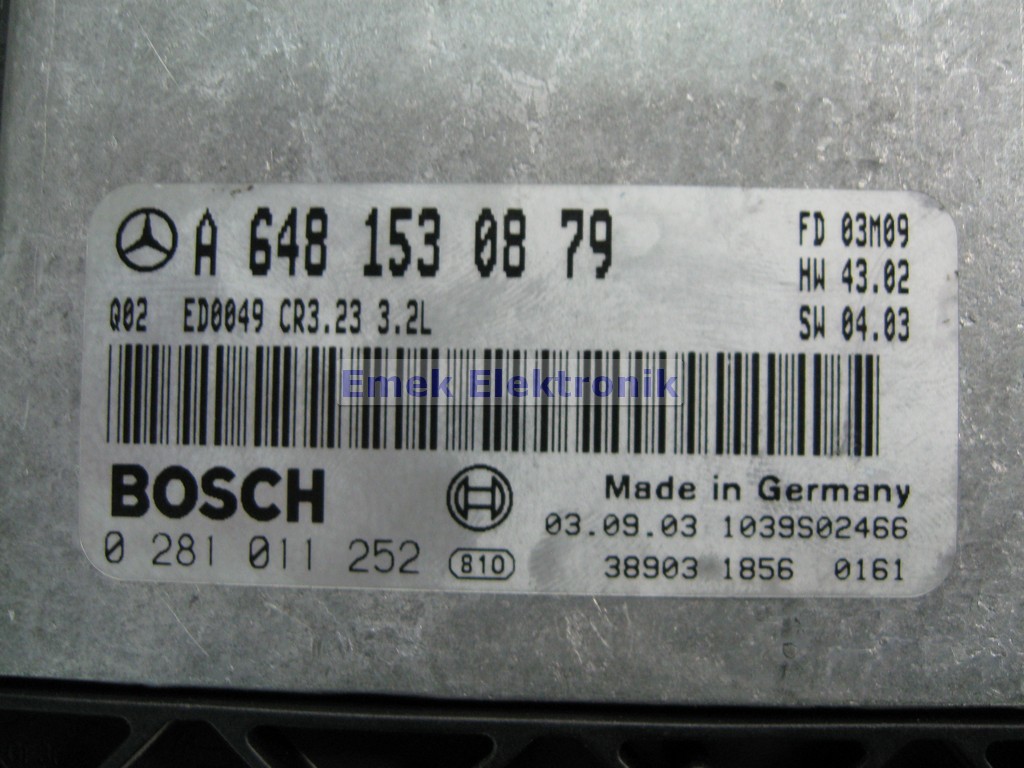 A 648 153 08 79
FD 03M09
HW 43.02
Q02 ED0049 CR3.23 3.2L
SW 04.03
Emek Elektronik
BOSCH
Made in Germany
03.09.03 1039S02466
0 281 011 252 810
38903 1856 0161